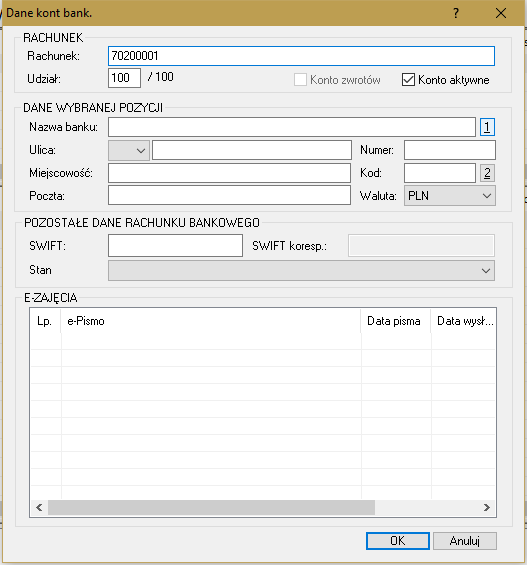 Dane kont bank. ?
RACHUNEK
Rachunek: 70200001
Udział: 100 / 100 Konto zwrotów Konto aktywne
DANE WYBRANEJ POZYCJI
Nazwa banku: 1
Ulica: Numer:
Miejscowość: Kod: 2
Poczta: Waluta: PLN
POZOSTAŁE DANE RACHUNKU BANKOWEGO
SWIFT: SWIFT koresp.:
Stan
E-ZAJĘCIA
Lp. e-Pismo Data pisma Data wysł...
OK Anuluj